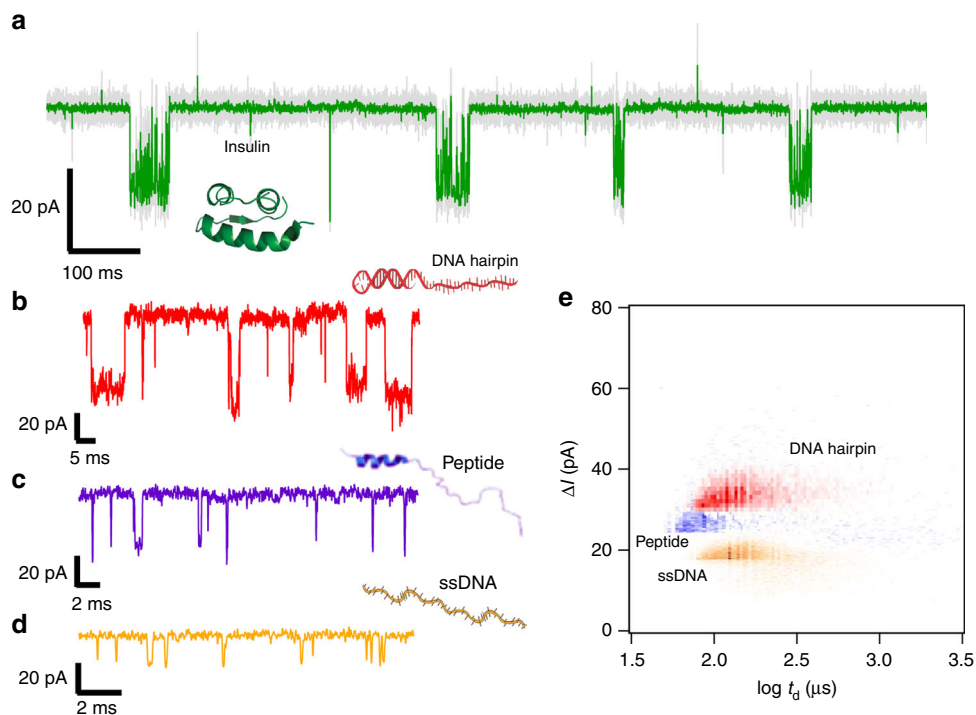 a
Insulin
20 pA
100 ms
DNA hairpin
b
20 pA
5 ms
Peptide
c
20 pA
2 ms
ssDNA
d
20 pA
2 ms
e
80
60
40
20
0
ΔI (pA)
DNA hairpin
Peptide
ssDNA
1.5 2.0 2.5 3.0 3.5
log t_d (μs)